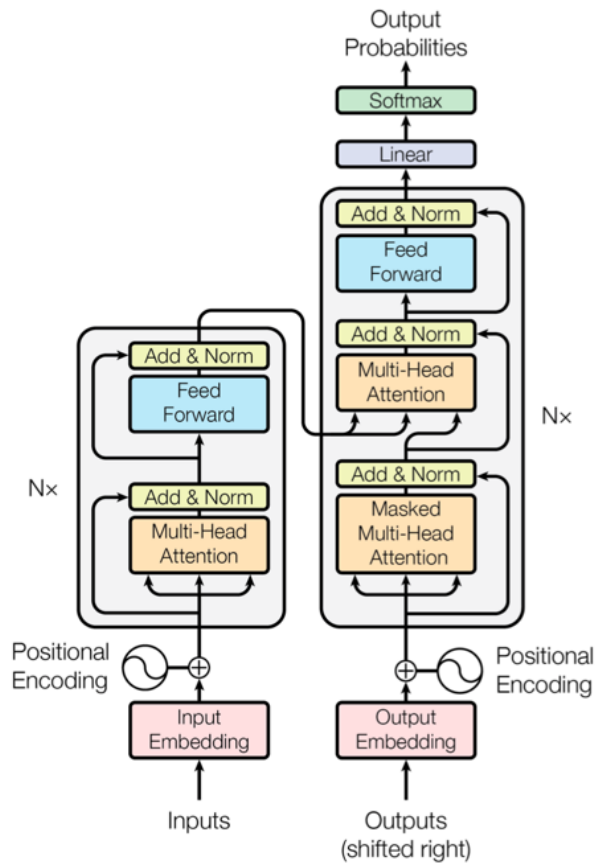 Output
Probabilities
Softmax
Linear
Add & Norm
Feed
Forward
Add & Norm
Multi-Head
Attention
Add & Norm
Masked
Multi-Head
Attention
Nx
Add & Norm
Feed
Forward
Add & Norm
Multi-Head
Attention
Nx
Positional
Encoding
Positional
Encoding
Input
Embedding
Output
Embedding
Inputs
Outputs
(shifted right)